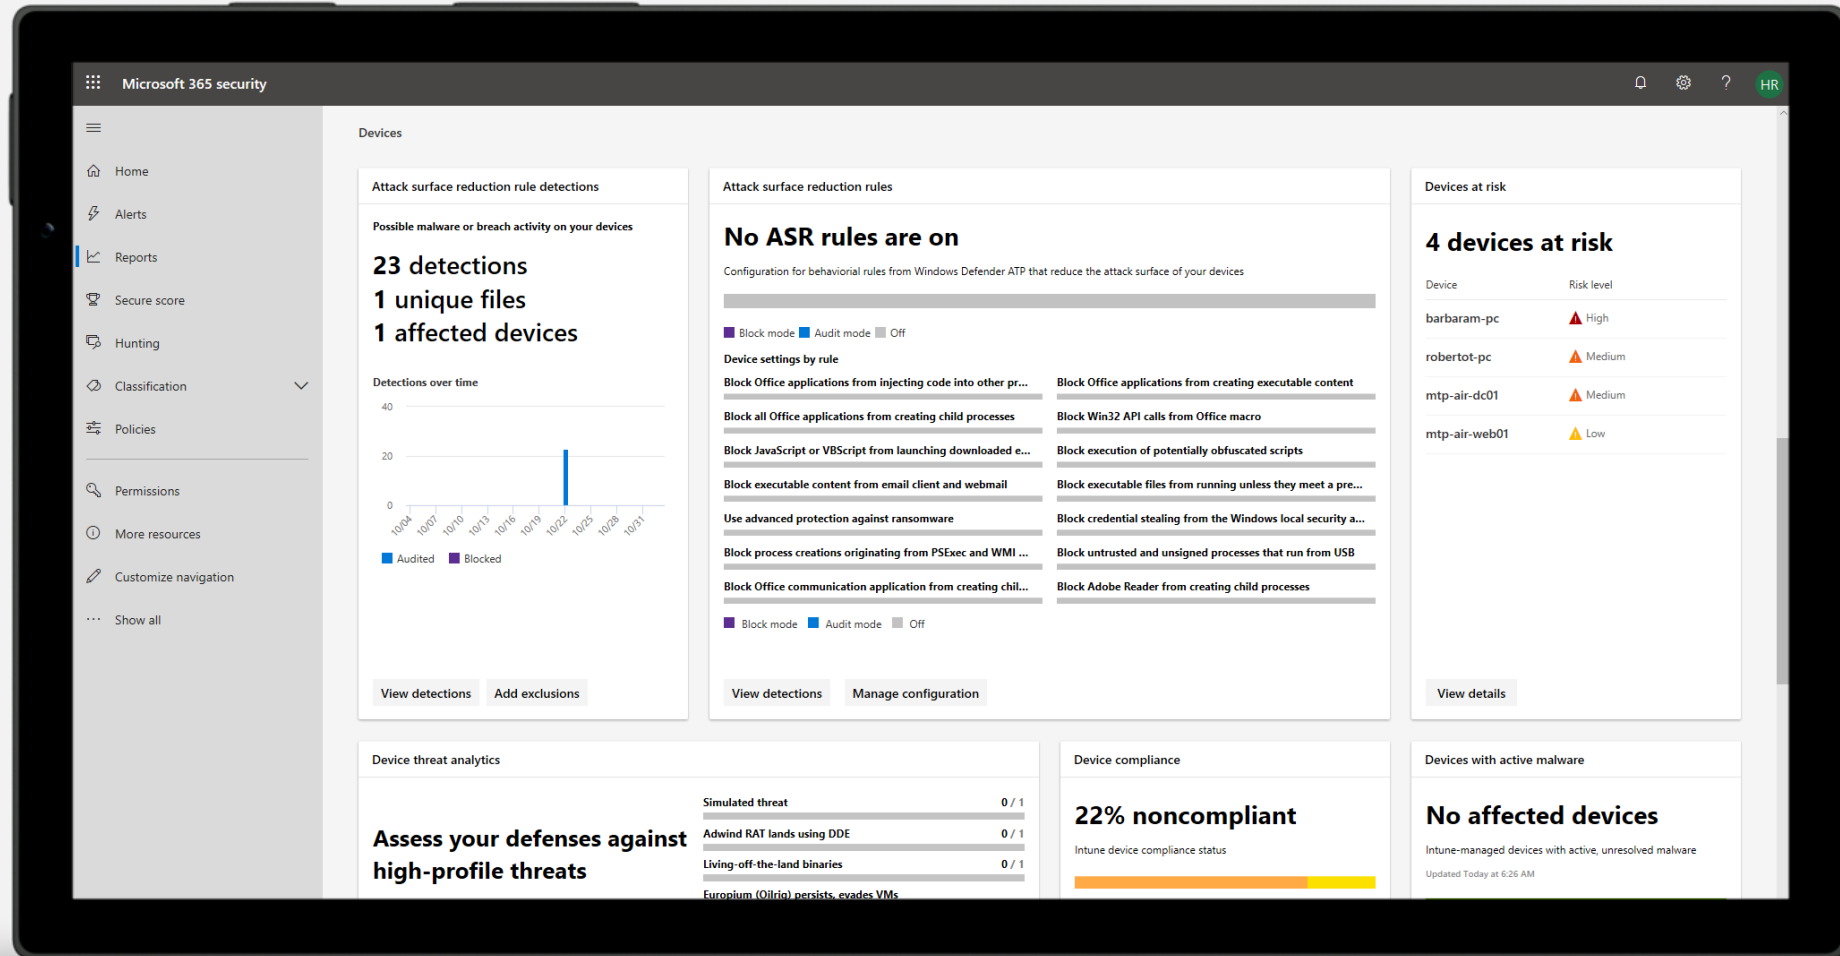 Microsoft 365 security
HR
Home
Alerts
Reports
Secure score
Hunting
Classification
Policies
Permissions
More resources
Customize navigation
Show all
Devices
Attack surface reduction rule detections
Possible malware or breach activity on your devices
23 detections
1 unique files
1 affected devices
Detections over time
40
20
0
10/04 10/07 10/10 10/13 10/16 10/19 10/22 10/25 10/28 10/31
Audited Blocked
View detections Add exclusions
Attack surface reduction rules
No ASR rules are on
Configuration for behaviorial rules from Windows Defender ATP that reduce the attack surface of your devices
Block mode Audit mode Off
Device settings by rule
Block Office applications from injecting code into other pr... Block Office applications from creating executable content
Block all Office applications from creating child processes Block Win32 API calls from Office macro
Block JavaScript or VBScript from launching downloaded e... Block execution of potentially obfuscated scripts
Block executable content from email client and webmail Block executable files from running unless they meet a pre...
Use advanced protection against ransomware Block credential stealing from the Windows local security a...
Block process creations originating from PSExec and WMI ... Block untrusted and unsigned processes that run from USB
Block Office communication application from creating chil... Block Adobe Reader from creating child processes
Block mode Audit mode Off
View detections Manage configuration
Devices at risk
4 devices at risk
Device Risk level
barbaram-pc High
robertot-pc Medium
mtp-air-dc01 Medium
mtp-air-web01 Low
View details
Device threat analytics
Assess your defenses against
high-profile threats
Simulated threat 0 / 1
Adwind RAT lands using DDE 0 / 1
Living-off-the-land binaries 0 / 1
Europium (Oilrig) persists, evades VMs
Device compliance
22% noncompliant
Intune device compliance status
Devices with active malware
No affected devices
Intune-managed devices with active, unresolved malware
Updated Today at 6:26 AM